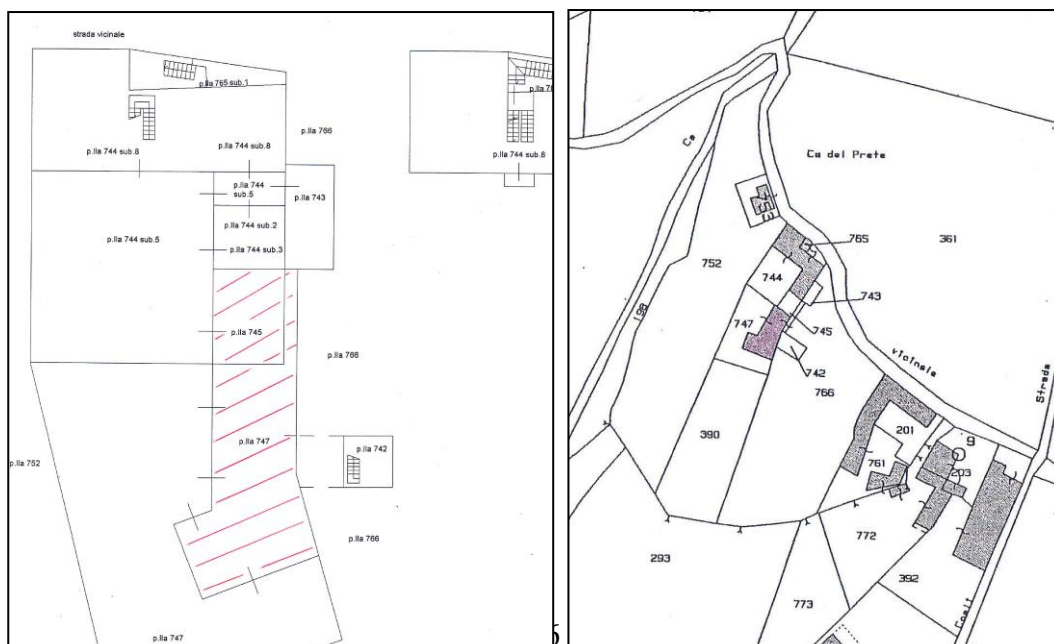 strada vicinale
p.lla 765 sub.1
p.lla 766
p.lla 744 sub.8
p.lla 744 sub.8
p.lla 744 sub.8
p.lla 744
sub.5
p.lla 743
p.lla 744 sub.5
p.lla 744 sub.2
p.lla 744 sub.3
p.lla 745
p.lla 766
p.lla 747
p.lla 742
p.lla 752
p.lla 766
p.lla 747
Ca
Ca del Prete
753
765
361
752
744
743
198
747
745
742
vicinale
766
Strada
390
201
9
761
203
293
772
392
773